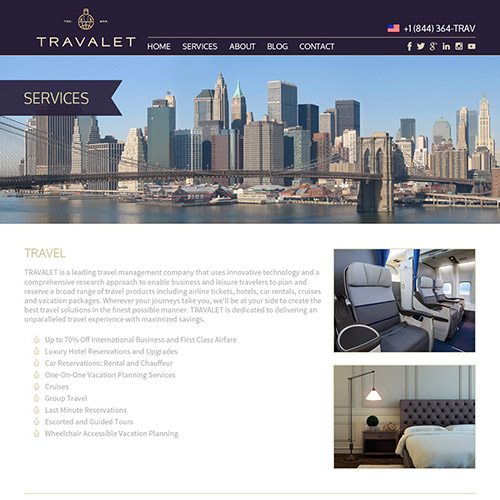 TRAVALET
+1 (844) 364-TRAV
HOME SERVICES ABOUT BLOG CONTACT
SERVICES
TRAVEL
TRAVALET is a leading travel management company that uses innovative technology and a
comprehensive research approach to enable business and leisure travelers to plan and
reserve a broad range of travel products including airline tickets, hotels, car rentals, cruises
and vacation packages. Wherever your journeys take you, we'll be at your side to create the
best travel solutions in the finest possible manner. TRAVALET is dedicated to delivering an
unparalleled travel experience with maximized savings.
Up to 70% Off International Business and First Class Airfare
Luxury Hotel Reservations and Upgrades
Car Reservations: Rental and Chauffeur
One-On-One Vacation Planning Services
Cruises
Group Travel
Last Minute Reservations
Escorted and Guided Tours
Wheelchair Accessible Vacation Planning